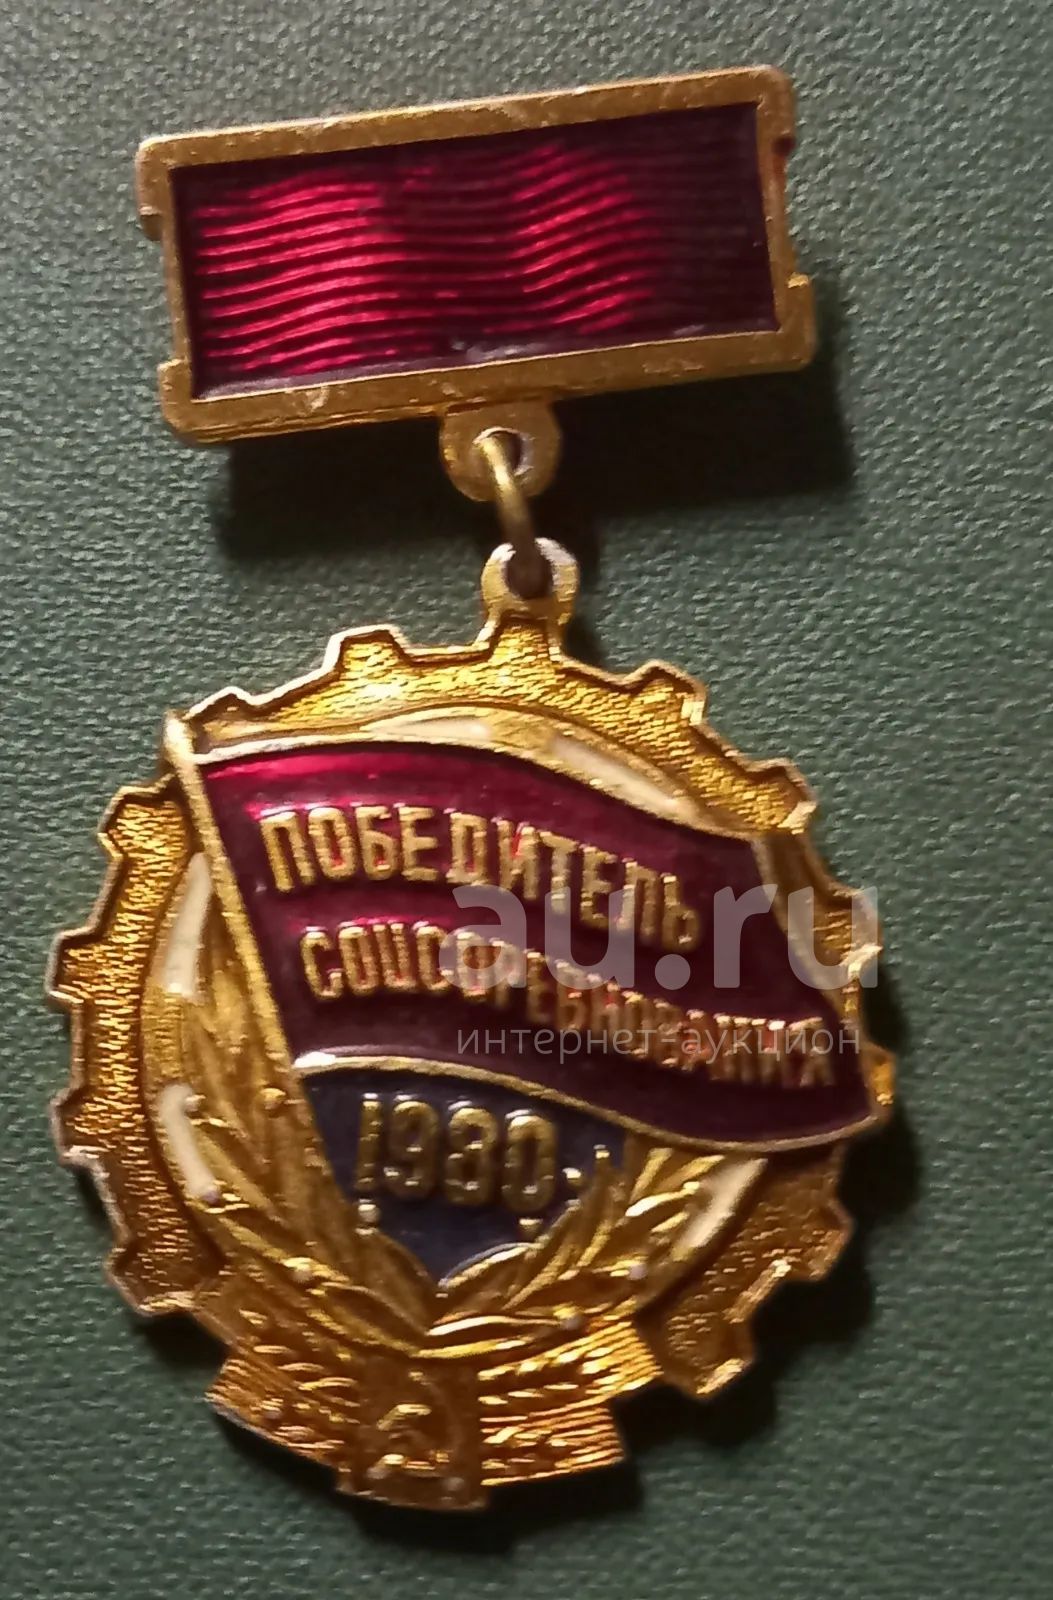 ПОБЕДИТЕЛЬ
СОЦСОРЕВНОВАНИЯ
1980
au.ru
интернет-аукцион